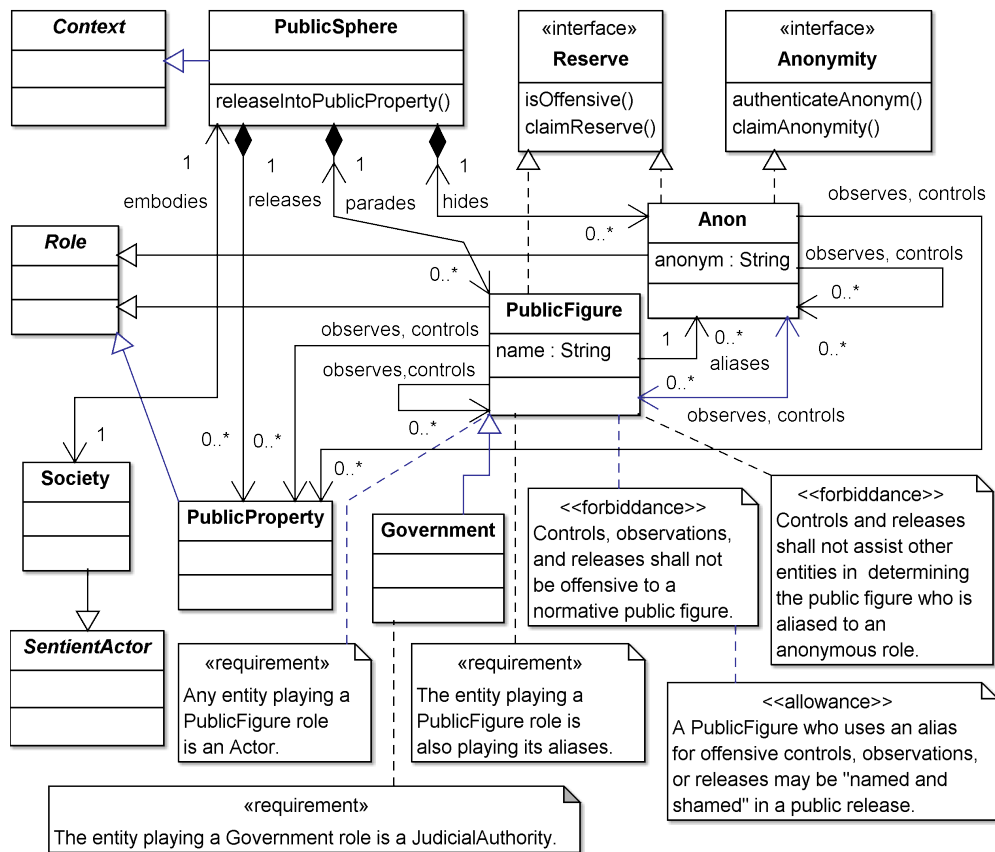 Context
PublicSphere
releaseIntoPublicProperty()
«interface»
Reserve
isOffensive()
claimReserve()
«interface»
Anonymity
authenticateAnonym()
claimAnonymity()
1
embodies
1
releases
1
parades
1
hides
0..*
observes, controls
Anon
anonym : String
observes, controls
0..*
Role
0..*
PublicFigure
name : String
observes, controls
observes,controls
0..*
1
0..*
aliases
0..*
0..*
observes, controls
1
0..*
0..*
0..*
Society
PublicProperty
Government
SentientActor
<<forbiddance>>
Controls, observations,
and releases shall not
be offensive to a
normative public figure.
<<forbiddance>>
Controls and releases
shall not assist other
entities in determining
the public figure who is
aliased to an
anonymous role.
«requirement»
Any entity playing a
PublicFigure role
is an Actor.
«requirement»
The entity playing a
PublicFigure role is
also playing its aliases.
<<allowance>>
A PublicFigure who uses an alias
for offensive controls, observations,
or releases may be "named and
shamed" in a public release.
«requirement»
The entity playing a Government role is a JudicialAuthority.